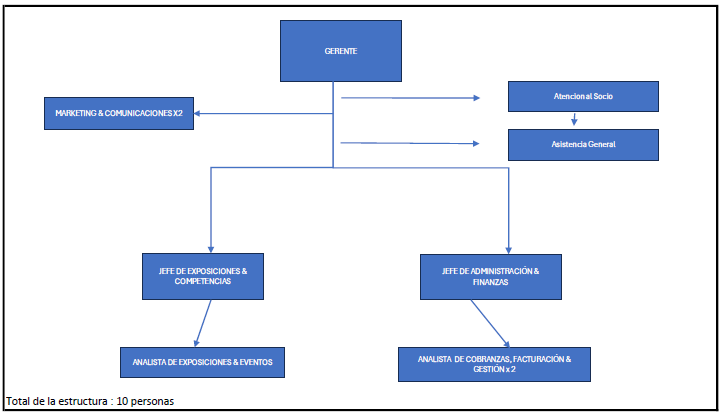 GERENTE
MARKETING & COMUNICACIONES X2
Atencion al Socio
Asistencia General
JEFE DE EXPOSICIONES &
COMPETENCIAS
JEFE DE ADMINISTRACIÓN &
FINANZAS
ANALISTA DE EXPOSICIONES & EVENTOS
ANALISTA DE COBRANZAS, FACTURACIÓN &
GESTIÓN x 2
Total de la estructura : 10 personas